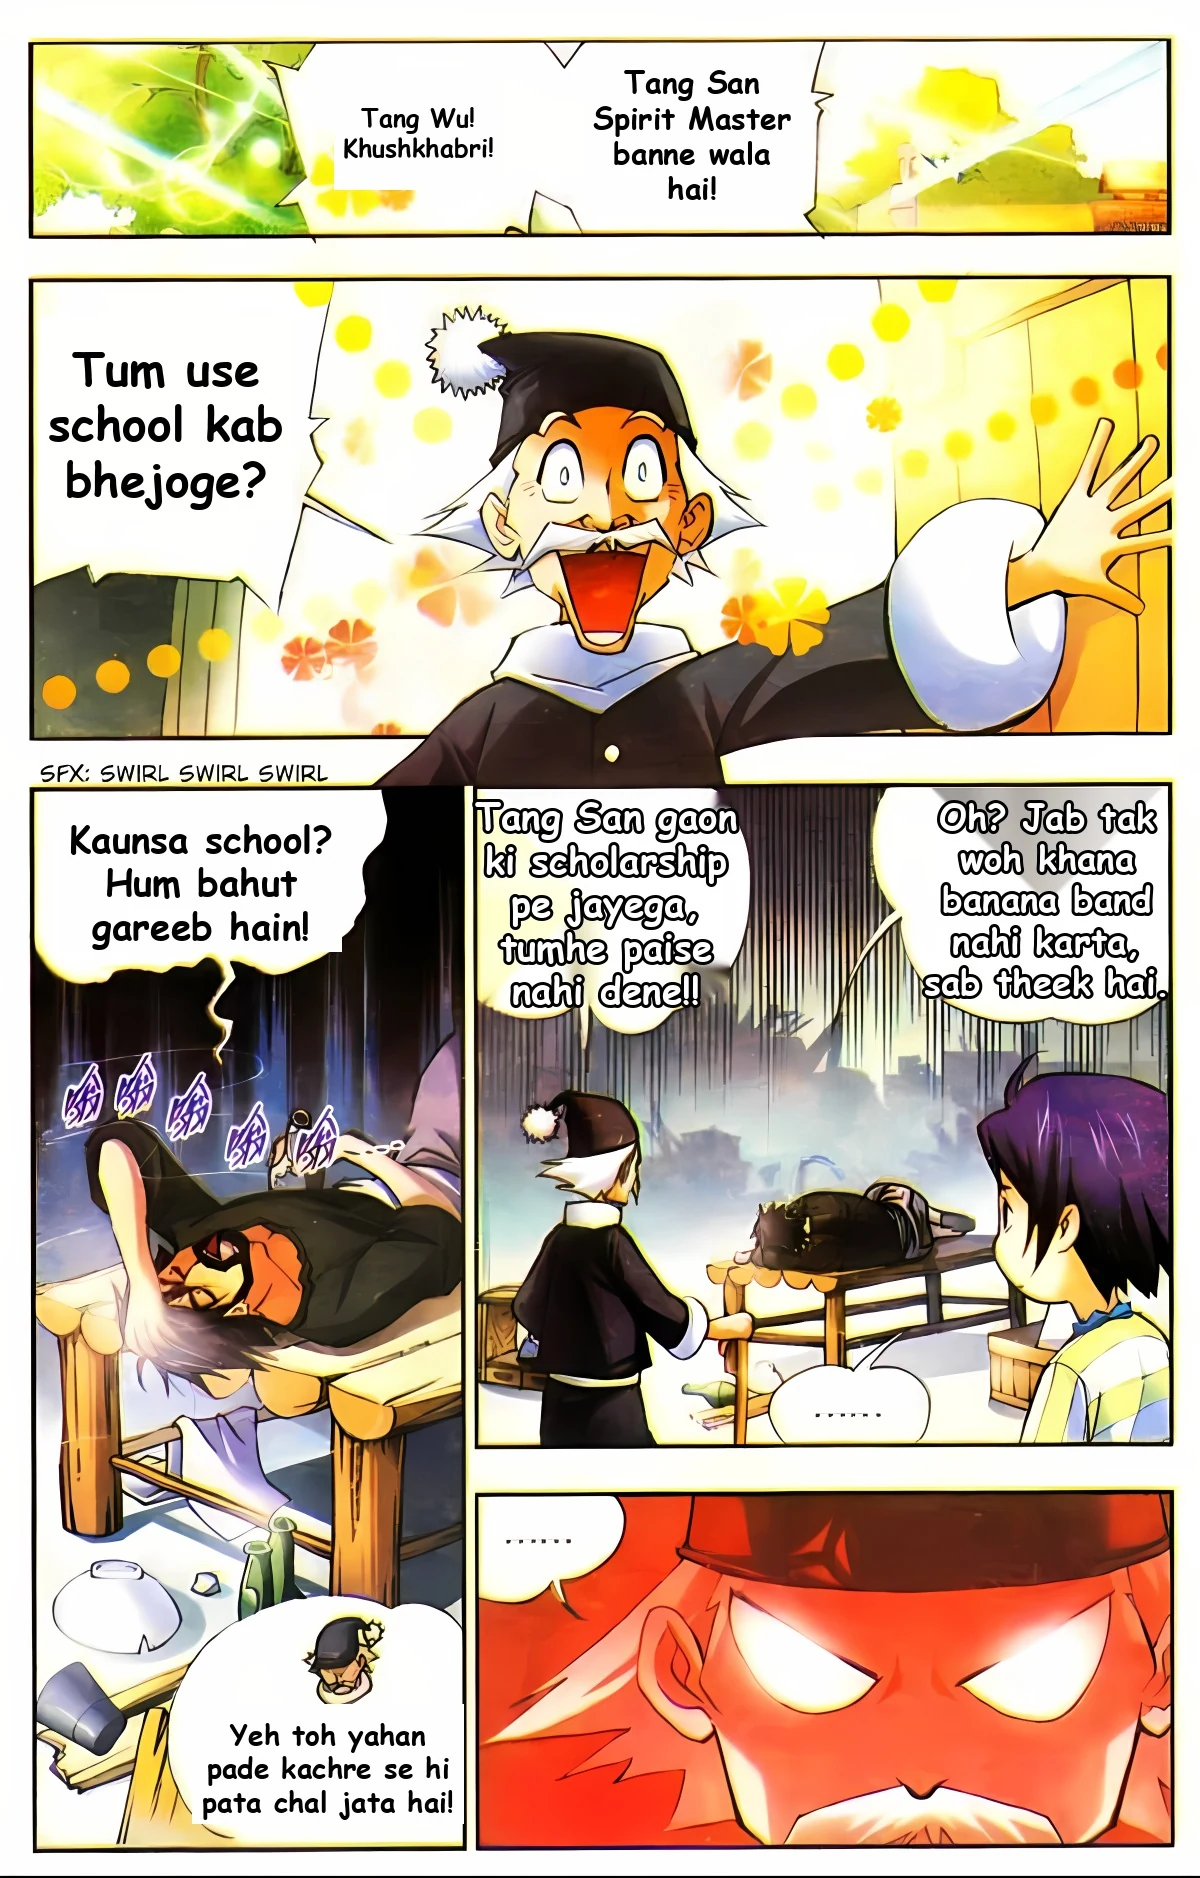 Tang Wu!
Khushkhabri!
Tang San
Spirit Master
banne wala
hai!
Tum use
school kab
bhejoge?
SFX: SWIRL SWIRL SWIRL
Kaunsa school?
Hum bahut
gareeb hain!
Tang San gaon
ki scholarship
pe jayega,
tumhe paise
nahi dene!!
Oh? Jab tak
woh khana
banana band
nahi karta,
sab theek hai.
......
......
Yeh toh yahan
pade kachre se hi
pata chal jata hai!